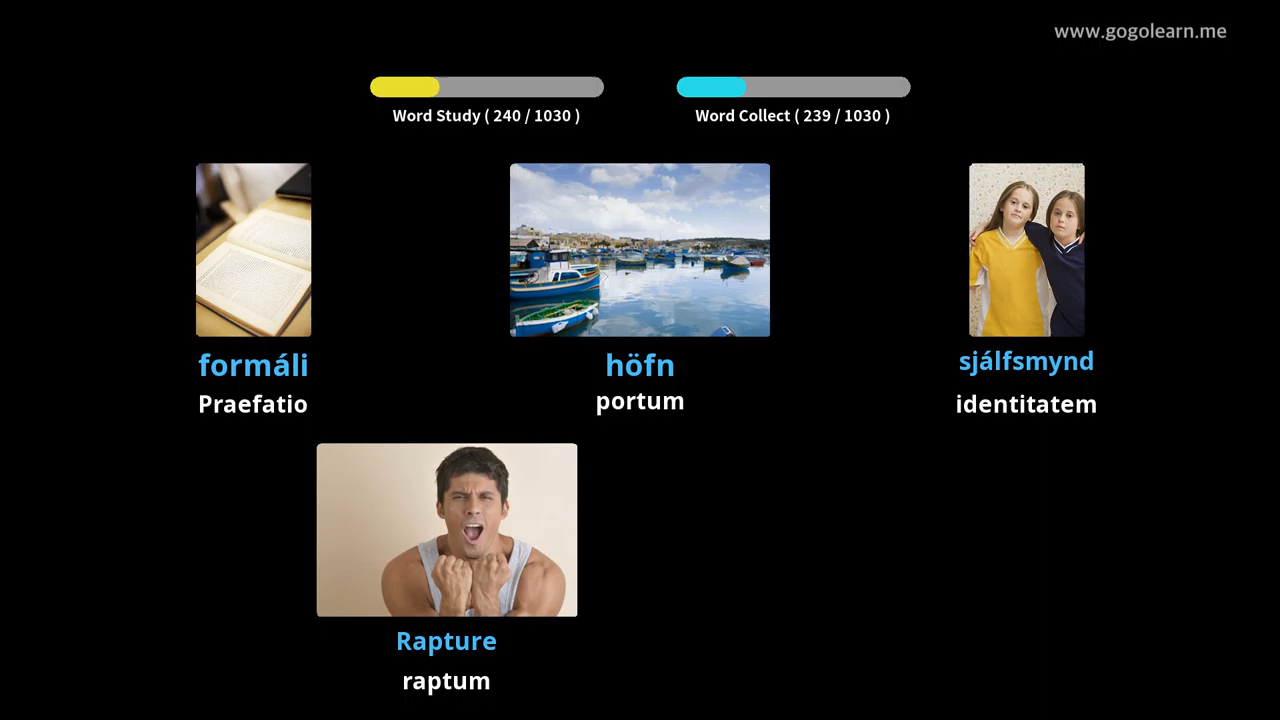 www.gogolearn.me
Word Study ( 240 / 1030 )
Word Collect ( 239 / 1030 )
formáli
Praefatio
höfn
portum
sjálfsmynd
identitatem
Rapture
raptum